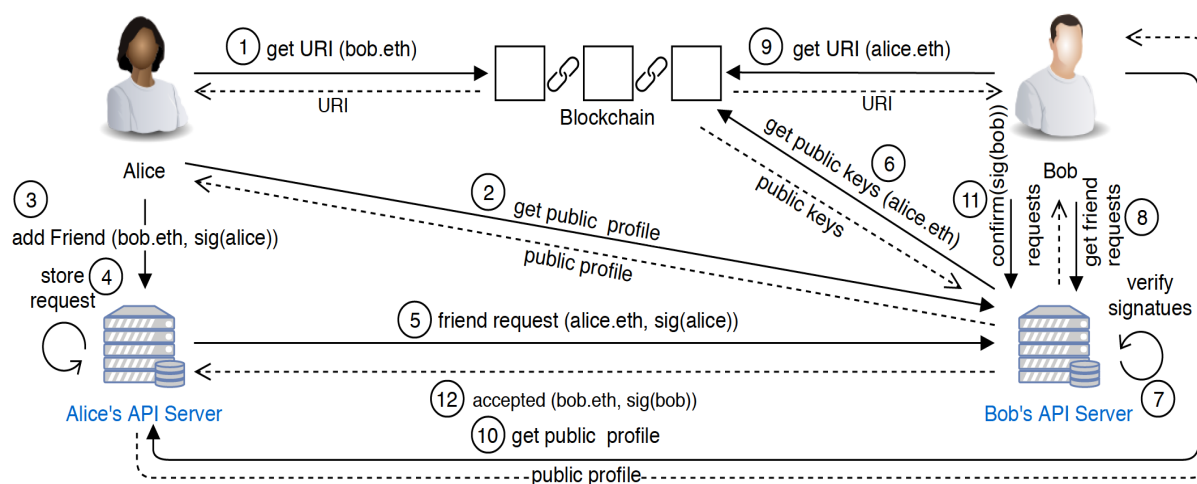 1 get URI (bob.eth)
URI
Blockchain
9 get URI (alice.eth)
URI
Alice
Bob
2 get public profile
public profile
get public keys (alice.eth)
6
public keys
11 confirm(sig(bob))
requests
get friend
requests
8
3
add Friend (bob.eth, sig(alice))
store
request
4
5 friend request (alice.eth, sig(alice))
verify
signatues
7
12 accepted (bob.eth, sig(bob))
Alice's API Server
Bob's API Server
10 get public profile
public profile